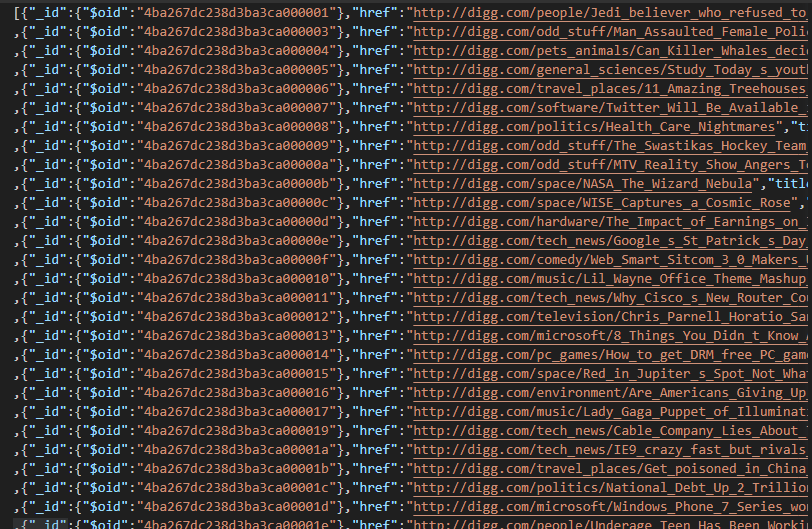 [{"_id":{"$oid":"4ba267dc238d3ba3ca000001"},"href":"http://digg.com/people/Jedi_believer_who_refused_to_
,{"_id":{"$oid":"4ba267dc238d3ba3ca000003"},"href":"http://digg.com/odd_stuff/Man_Assaulted_Female_Poli
,{"_id":{"$oid":"4ba267dc238d3ba3ca000004"},"href":"http://digg.com/pets_animals/Can_Killer_Whales_deci
,{"_id":{"$oid":"4ba267dc238d3ba3ca000005"},"href":"http://digg.com/general_sciences/Study_Today_s_yout
,{"_id":{"$oid":"4ba267dc238d3ba3ca000006"},"href":"http://digg.com/travel_places/11_Amazing_Treehouses_
,{"_id":{"$oid":"4ba267dc238d3ba3ca000007"},"href":"http://digg.com/software/Twitter_Will_Be_Available_
,{"_id":{"$oid":"4ba267dc238d3ba3ca000008"},"href":"http://digg.com/politics/Health_Care_Nightmares","t
,{"_id":{"$oid":"4ba267dc238d3ba3ca000009"},"href":"http://digg.com/odd_stuff/The_Swastikas_Hockey_Team_
,{"_id":{"$oid":"4ba267dc238d3ba3ca00000a"},"href":"http://digg.com/odd_stuff/MTV_Reality_Show_Angers_T
,{"_id":{"$oid":"4ba267dc238d3ba3ca00000b"},"href":"http://digg.com/space/NASA_The_Wizard_Nebula","titl
,{"_id":{"$oid":"4ba267dc238d3ba3ca00000c"},"href":"http://digg.com/space/WISE_Captures_a_Cosmic_Rose","
,{"_id":{"$oid":"4ba267dc238d3ba3ca00000d"},"href":"http://digg.com/hardware/The_Impact_of_Earnings_on_
,{"_id":{"$oid":"4ba267dc238d3ba3ca00000e"},"href":"http://digg.com/tech_news/Google_s_St_Patrick_s_Day_
,{"_id":{"$oid":"4ba267dc238d3ba3ca00000f"},"href":"http://digg.com/comedy/Web_Smart_Sitcom_3_0_Makers_
,{"_id":{"$oid":"4ba267dc238d3ba3ca000010"},"href":"http://digg.com/music/Lil_Wayne_Office_Theme_Mashup_
,{"_id":{"$oid":"4ba267dc238d3ba3ca000011"},"href":"http://digg.com/tech_news/Why_Cisco_s_New_Router_Co
,{"_id":{"$oid":"4ba267dc238d3ba3ca000012"},"href":"http://digg.com/television/Chris_Parnell_Horatio_Sa
,{"_id":{"$oid":"4ba267dc238d3ba3ca000013"},"href":"http://digg.com/microsoft/8_Things_You_Didn_t_Know_
,{"_id":{"$oid":"4ba267dc238d3ba3ca000014"},"href":"http://digg.com/pc_games/How_to_get_DRM_free_PC_gam
,{"_id":{"$oid":"4ba267dc238d3ba3ca000015"},"href":"http://digg.com/space/Red_in_Jupiter_s_Spot_Not_Wha
,{"_id":{"$oid":"4ba267dc238d3ba3ca000016"},"href":"http://digg.com/environment/Are_Americans_Giving_Up_
,{"_id":{"$oid":"4ba267dc238d3ba3ca000017"},"href":"http://digg.com/music/Lady_Gaga_Puppet_of_Illuminat
,{"_id":{"$oid":"4ba267dc238d3ba3ca000019"},"href":"http://digg.com/tech_news/Cable_Company_Lies_About_
,{"_id":{"$oid":"4ba267dc238d3ba3ca00001a"},"href":"http://digg.com/tech_news/IE9_crazy_fast_but_rivals_
,{"_id":{"$oid":"4ba267dc238d3ba3ca00001b"},"href":"http://digg.com/travel_places/Get_poisoned_in_China_
,{"_id":{"$oid":"4ba267dc238d3ba3ca00001c"},"href":"http://digg.com/politics/National_Debt_Up_2_Trillio
,{"_id":{"$oid":"4ba267dc238d3ba3ca00001d"},"href":"http://digg.com/microsoft/Windows_Phone_7_Series_wo
,{"_id":{"$oid":"4ba267dc238d3ba3ca00001e"},"href":"http://digg.com/people/Underage_Teen_Has_Been_Worki